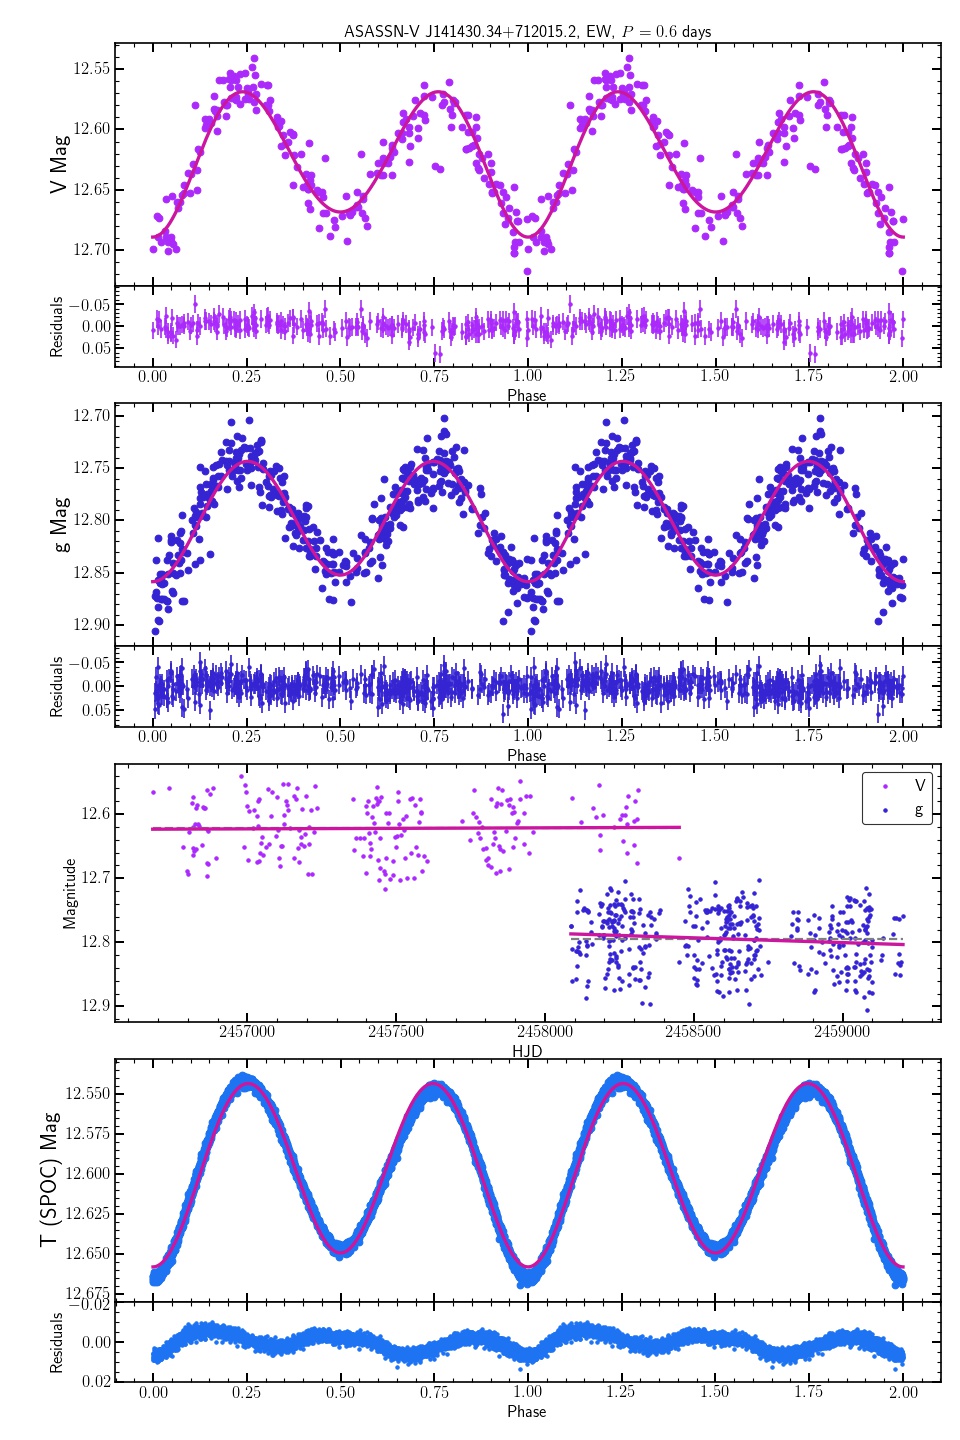 ASASSN-V J141430.34+712015.2, EW, P = 0.6 days
12.55
12.60
12.65
12.70
V Mag
−0.05
0.00
0.05
Residuals
0.00 0.25 0.50 0.75 1.00 1.25 1.50 1.75 2.00
Phase
12.70
12.75
12.80
12.85
12.90
g Mag
−0.05
0.00
0.05
Residuals
0.00 0.25 0.50 0.75 1.00 1.25 1.50 1.75 2.00
Phase
V
g
12.6
12.7
12.8
12.9
Magnitude
2457000 2457500 2458000 2458500 2459000
HJD
12.550
12.575
12.600
12.625
12.650
12.675
T (SPOC) Mag
−0.02
0.00
0.02
Residuals
0.00 0.25 0.50 0.75 1.00 1.25 1.50 1.75 2.00
Phase